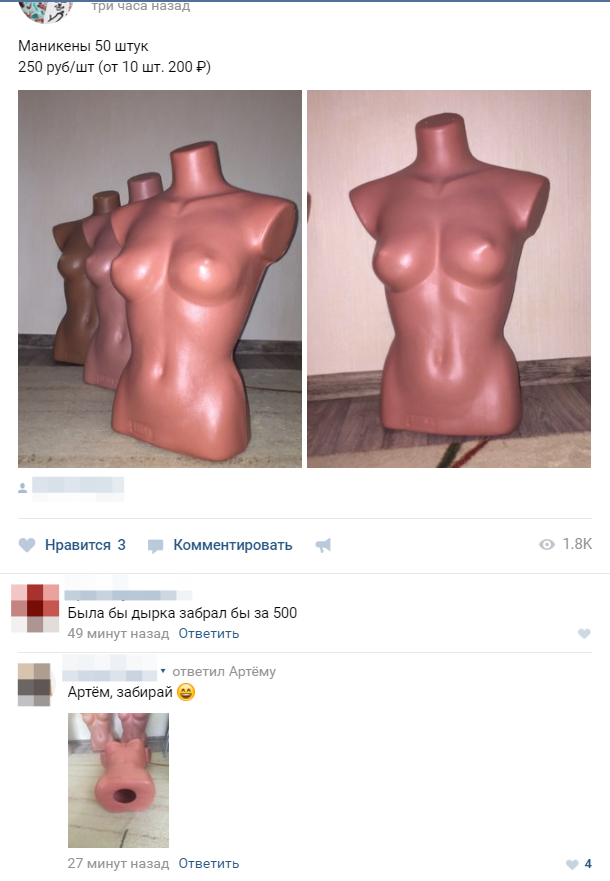 три часа назад
Маникены 50 штук
250 руб/шт (от 10 шт. 200 ₽)
Нравится 3 Комментировать 1.8K
Была бы дырка забрал бы за 500
49 минут назад Ответить
ответил Артёму
Артём, забирай 😄
27 минут назад Ответить 4